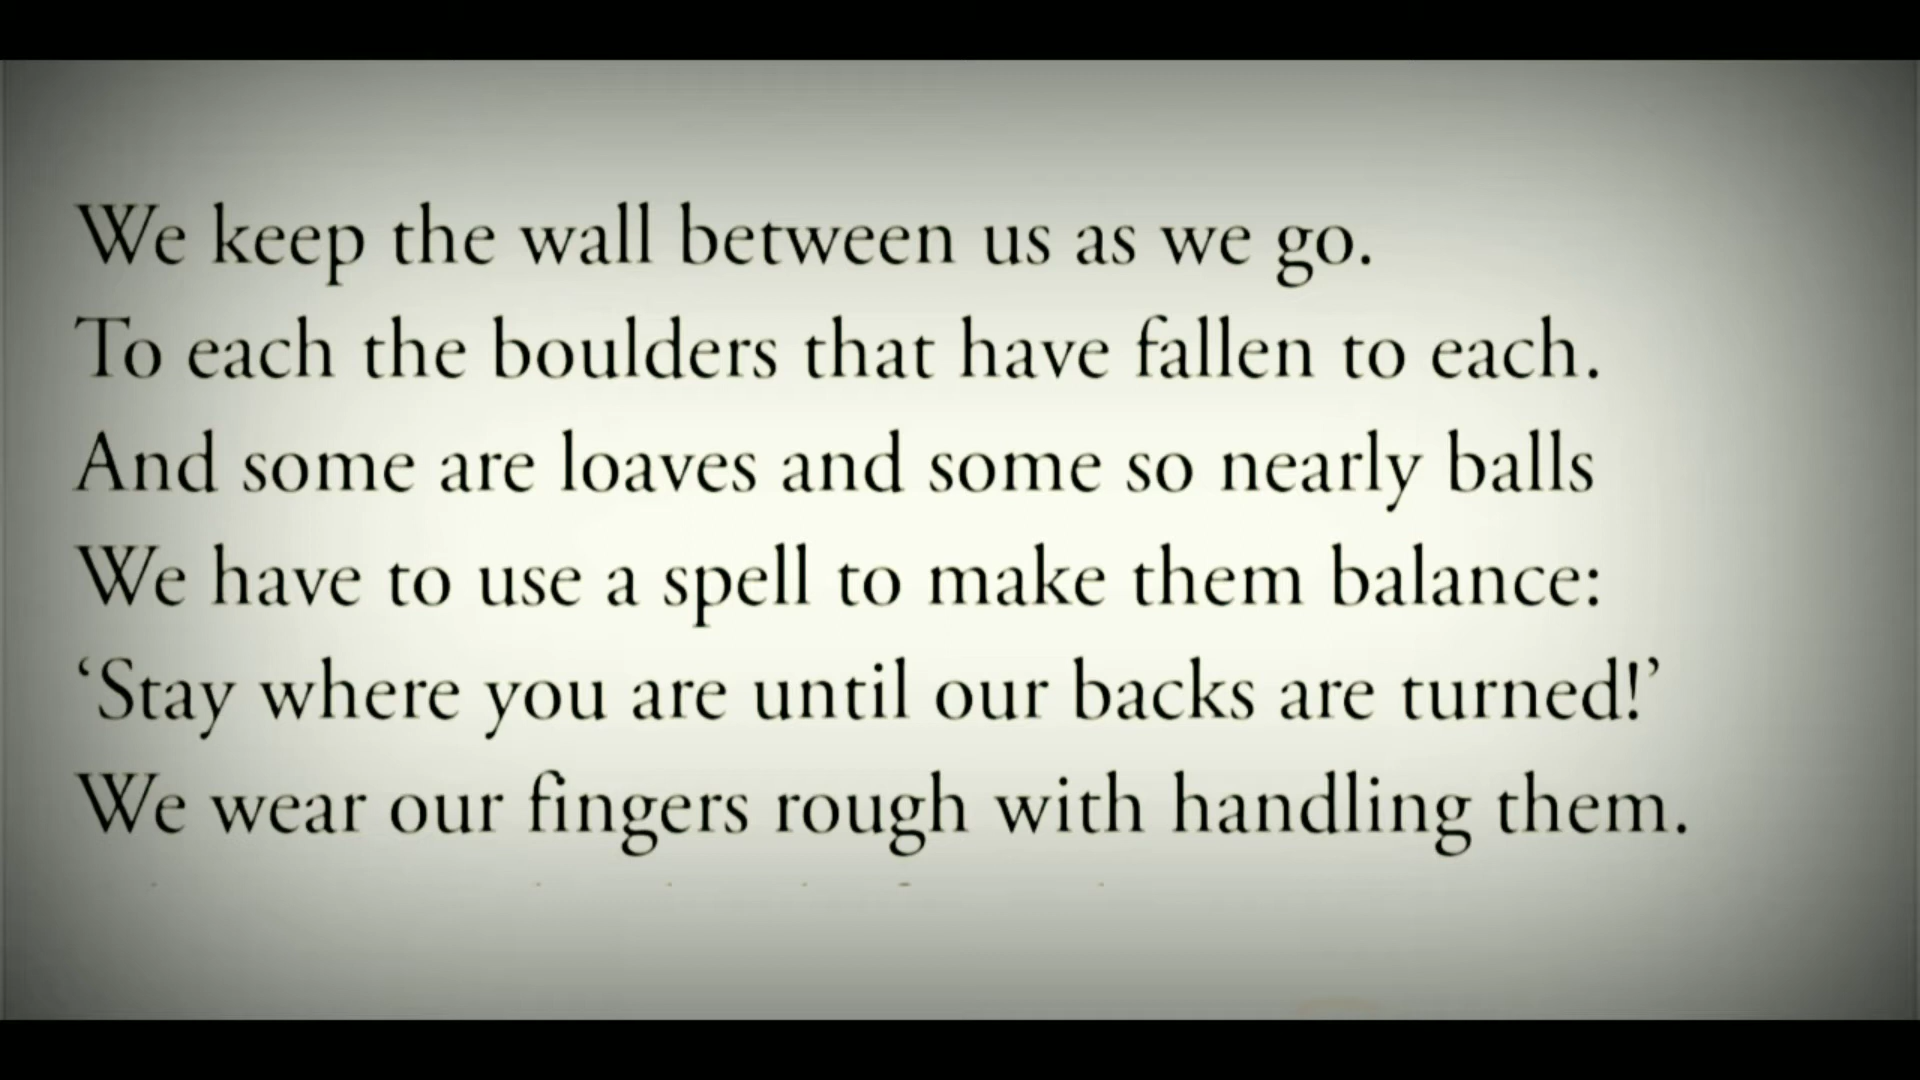 We keep the wall between us as we go.
To each the boulders that have fallen to each.
And some are loaves and some so nearly balls
We have to use a spell to make them balance:
‘Stay where you are until our backs are turned!’
We wear our fingers rough with handling them.